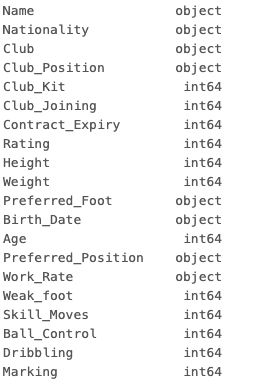 Name object
Nationality object
Club object
Club_Position object
Club_Kit int64
Club_Joining int64
Contract_Expiry int64
Rating int64
Height int64
Weight int64
Preferred_Foot object
Birth_Date object
Age int64
Preferred_Position object
Work_Rate object
Weak_foot int64
Skill_Moves int64
Ball_Control int64
Dribbling int64
Marking int64